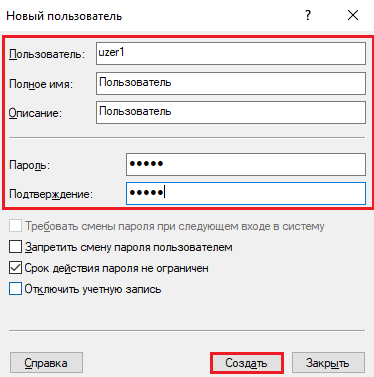 Новый пользователь
Пользователь: uzer1
Полное имя: Пользователь
Описание: Пользователь
Пароль: •••••
Подтверждение: •••••
Требовать смены пароля при следующем входе в систему
Запретить смену пароля пользователем
Срок действия пароля не ограничен
Отключить учетную запись
Справка Создать Закрыть